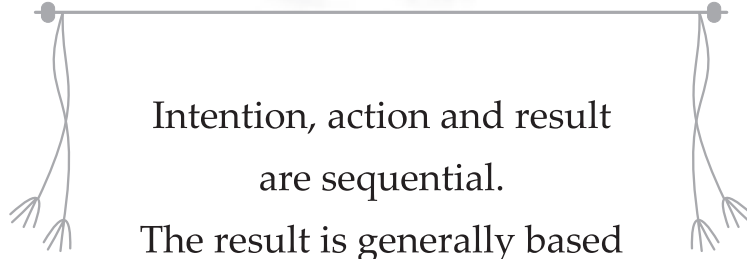 Intention, action and result
are sequential.
The result is generally based